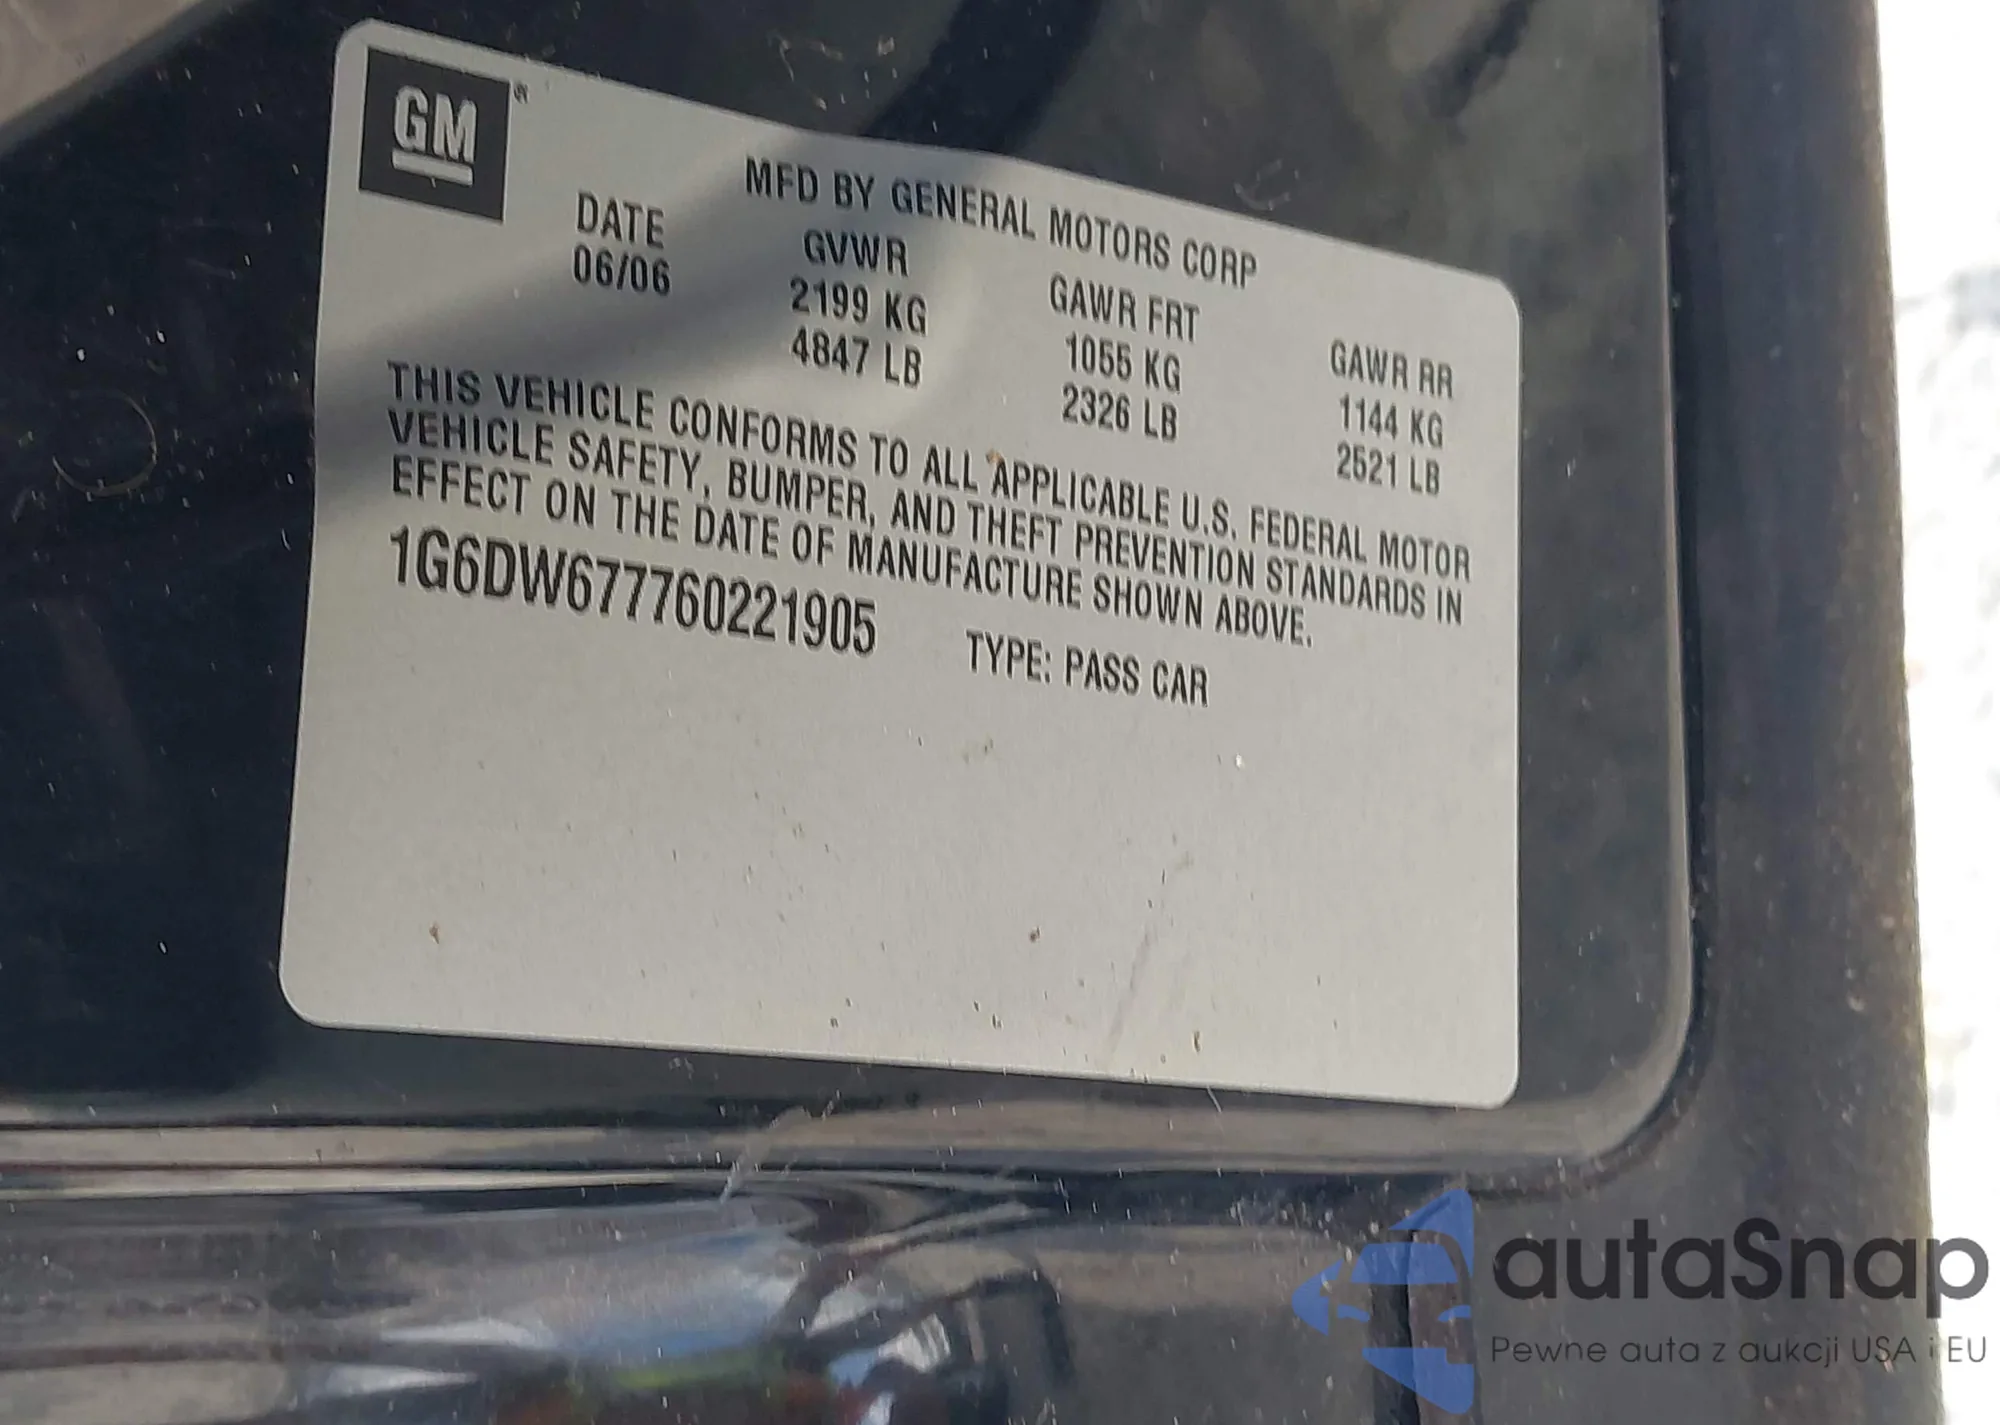 GM®
MFD BY GENERAL MOTORS CORP
DATE GVWR GAWR FRT GAWR RR
06/06 2199 KG 1055 KG 1144 KG
4847 LB 2326 LB 2521 LB
THIS VEHICLE CONFORMS TO ALL APPLICABLE U.S. FEDERAL MOTOR
VEHICLE SAFETY, BUMPER, AND THEFT PREVENTION STANDARDS IN
EFFECT ON THE DATE OF MANUFACTURE SHOWN ABOVE.
1G6DW677760221905 TYPE: PASS CAR
autaSnap
Pewne auta z aukcji USA i EU